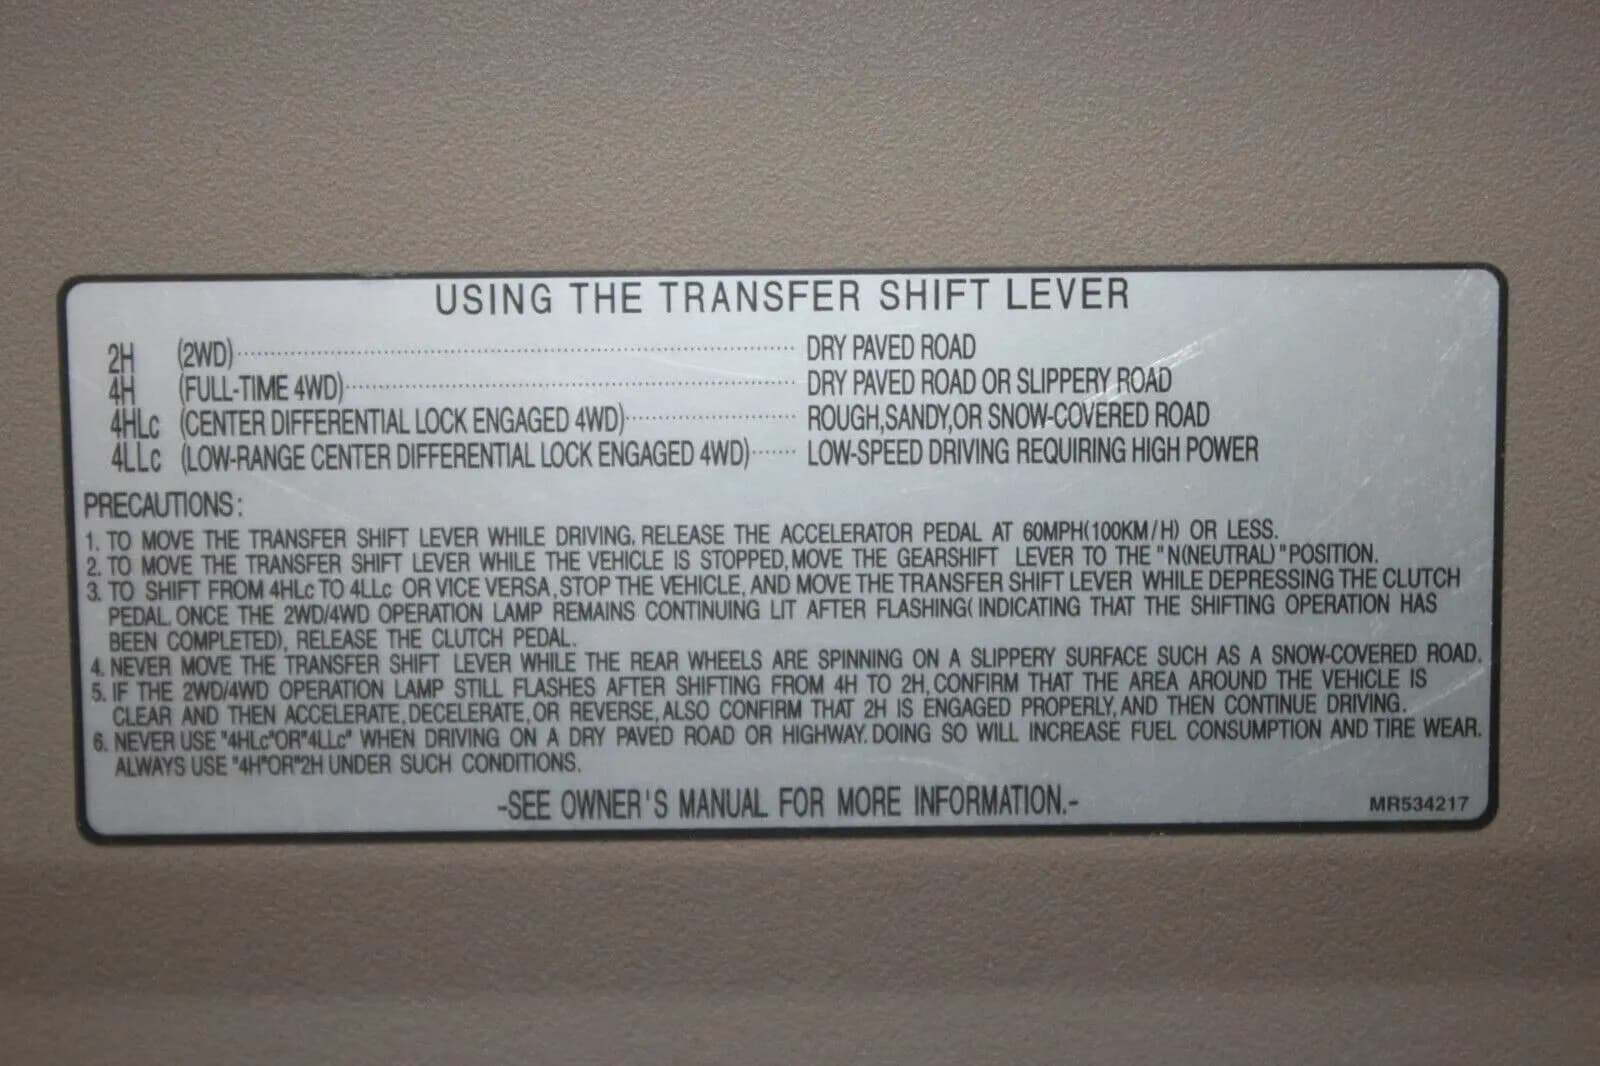 USING THE TRANSFER SHIFT LEVER
2H (2WD) ........ DRY PAVED ROAD
4H (FULL-TIME 4WD) ........ DRY PAVED ROAD OR SLIPPERY ROAD
4HLc (CENTER DIFFERENTIAL LOCK ENGAGED 4WD) ........ ROUGH,SANDY,OR SNOW-COVERED ROAD
4LLc (LOW-RANGE CENTER DIFFERENTIAL LOCK ENGAGED 4WD) ........ LOW-SPEED DRIVING REQUIRING HIGH POWER
PRECAUTIONS:
1. TO MOVE THE TRANSFER SHIFT LEVER WHILE DRIVING, RELEASE THE ACCELERATOR PEDAL AT 60MPH(100KM/H) OR LESS.
2. TO MOVE THE TRANSFER SHIFT LEVER WHILE THE VEHICLE IS STOPPED,MOVE THE GEARSHIFT LEVER TO THE "N(NEUTRAL)"POSITION.
3. TO SHIFT FROM 4HLc TO 4LLc OR VICE VERSA,STOP THE VEHICLE, AND MOVE THE TRANSFER SHIFT LEVER WHILE DEPRESSING THE CLUTCH
PEDAL. ONCE THE 2WD/4WD OPERATION LAMP REMAINS CONTINUING LIT AFTER FLASHING(INDICATING THAT THE SHIFTING OPERATION HAS
BEEN COMPLETED), RELEASE THE CLUTCH PEDAL.
4. NEVER MOVE THE TRANSFER SHIFT LEVER WHILE THE REAR WHEELS ARE SPINNING ON A SLIPPERY SURFACE SUCH AS A SNOW-COVERED ROAD.
5. IF THE 2WD/4WD OPERATION LAMP STILL FLASHES AFTER SHIFTING FROM 4H TO 2H,CONFIRM THAT THE AREA AROUND THE VEHICLE IS
CLEAR AND THEN ACCELERATE,DECELERATE,OR REVERSE,ALSO CONFIRM THAT 2H IS ENGAGED PROPERLY,AND THEN CONTINUE DRIVING.
6. NEVER USE "4HLc"OR"4LLc" WHEN DRIVING ON A DRY PAVED ROAD OR HIGHWAY.DOING SO WILL INCREASE FUEL CONSUMPTION AND TIRE WEAR.
ALWAYS USE "4H"OR"2H UNDER SUCH CONDITIONS.
-SEE OWNER'S MANUAL FOR MORE INFORMATION.-
MR534217